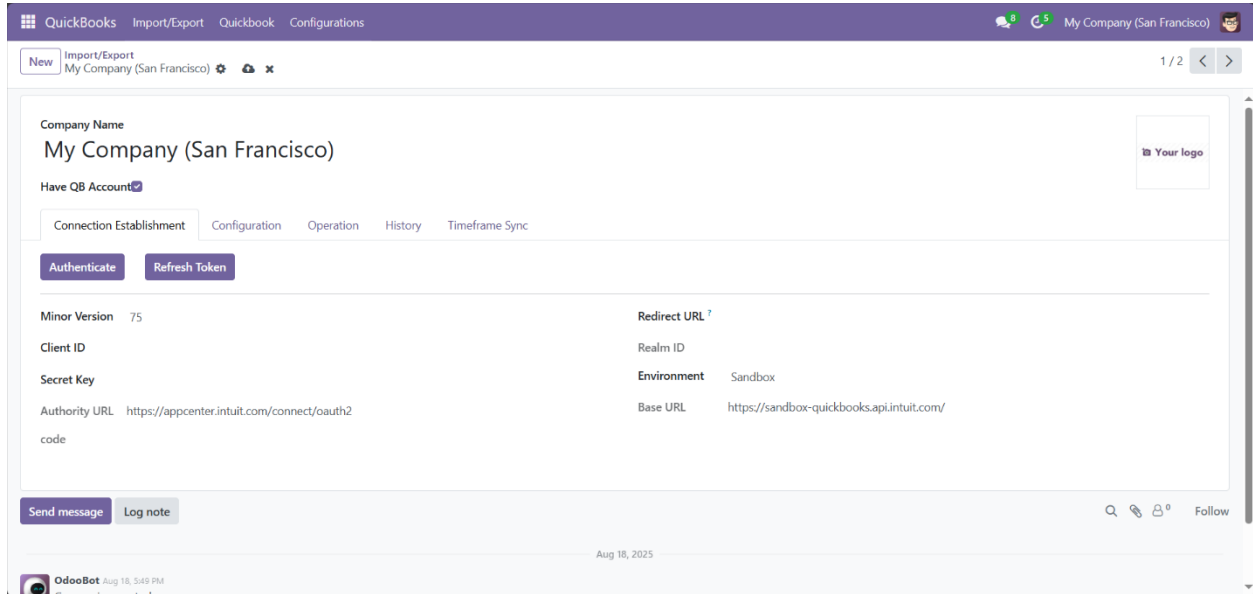 QuickBooks Import/Export Quickbook Configurations 8 5 My Company (San Francisco)
New Import/Export
My Company (San Francisco) 1 / 2
Company Name
My Company (San Francisco)
Your logo
Have QB Account
Connection Establishment Configuration Operation History Timeframe Sync
Authenticate Refresh Token
Minor Version 75 Redirect URL ?
Client ID Realm ID
Secret Key Environment Sandbox
Authority URL https://appcenter.intuit.com/connect/oauth2 Base URL https://sandbox-quickbooks.api.intuit.com/
code
Send message Log note 0 Follow
Aug 18, 2025
OdooBot Aug 18, 5:49 PM